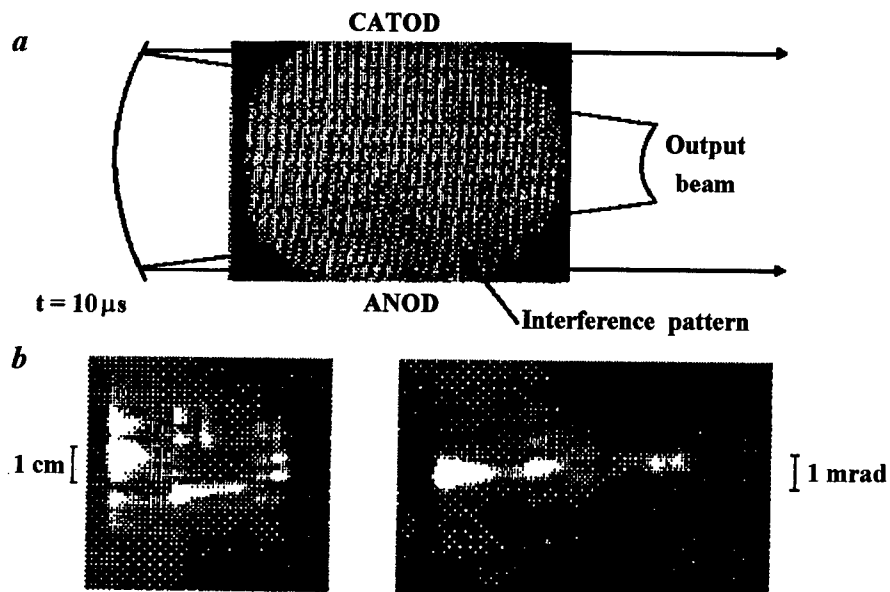 a
CATOD
Output
beam
t = 10 μs
ANOD
Interference pattern
b
1 cm
1 mrad